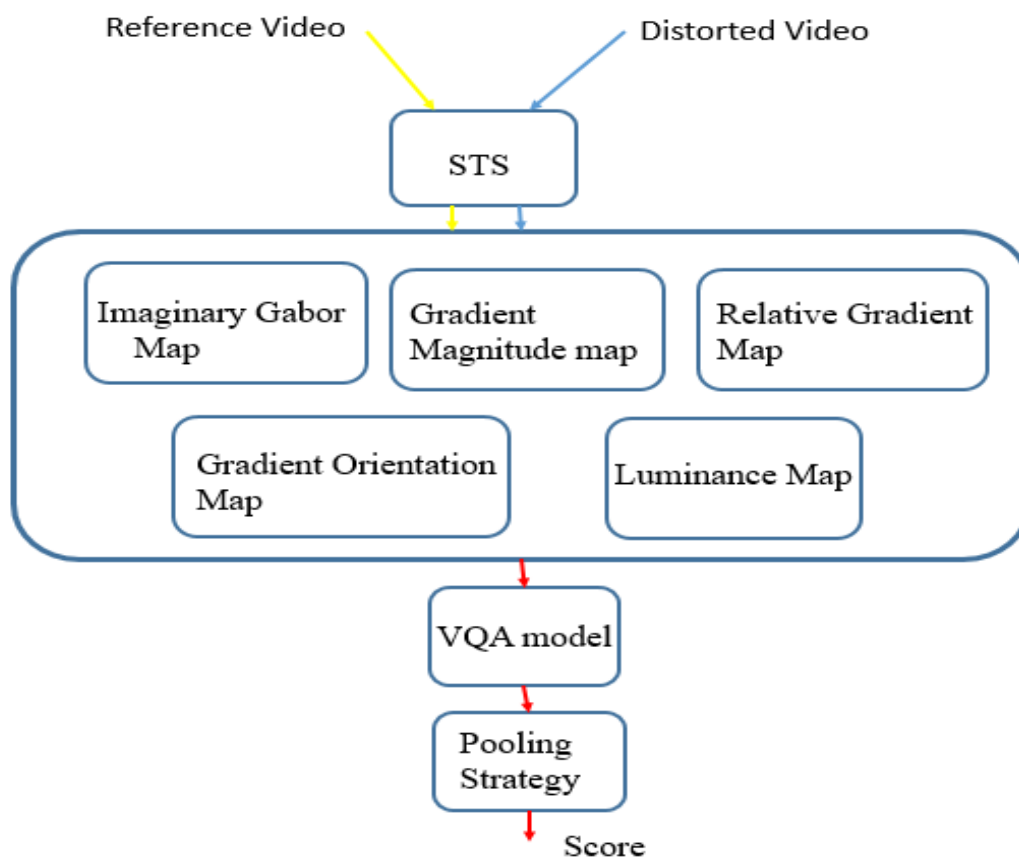 Reference Video
Distorted Video
STS
Imaginary Gabor
Map
Gradient
Magnitude map
Relative Gradient
Map
Gradient Orientation
Map
Luminance Map
VQA model
Pooling
Strategy
Score